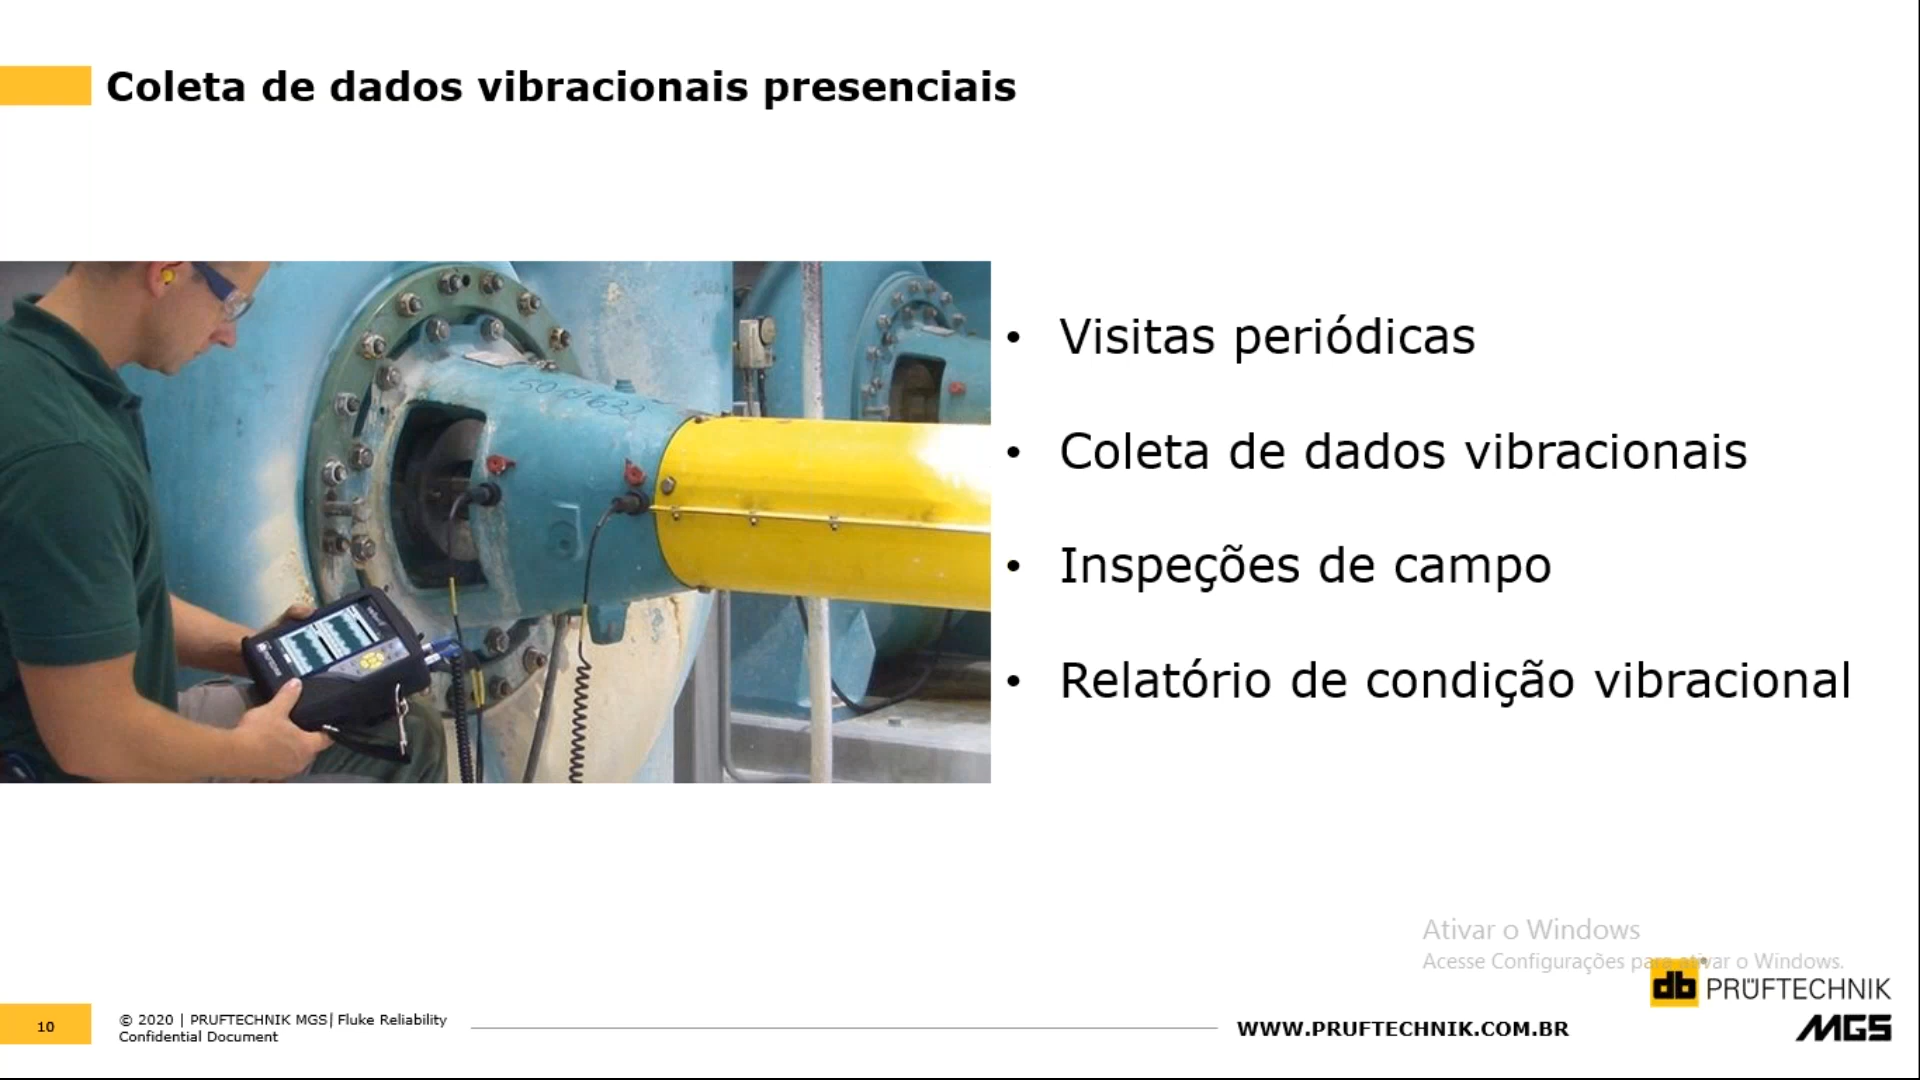 Coleta de dados vibracionais presenciais
• Visitas periódicas
• Coleta de dados vibracionais
• Inspeções de campo
• Relatório de condição vibracional
Ativar o Windows
Acesse Configurações para ativar o Windows.
db PRÜFTECHNIK
MGS
10
© 2020 | PRUFTECHNIK MGS| Fluke Reliability
Confidential Document
WWW.PRUFTECHNIK.COM.BR